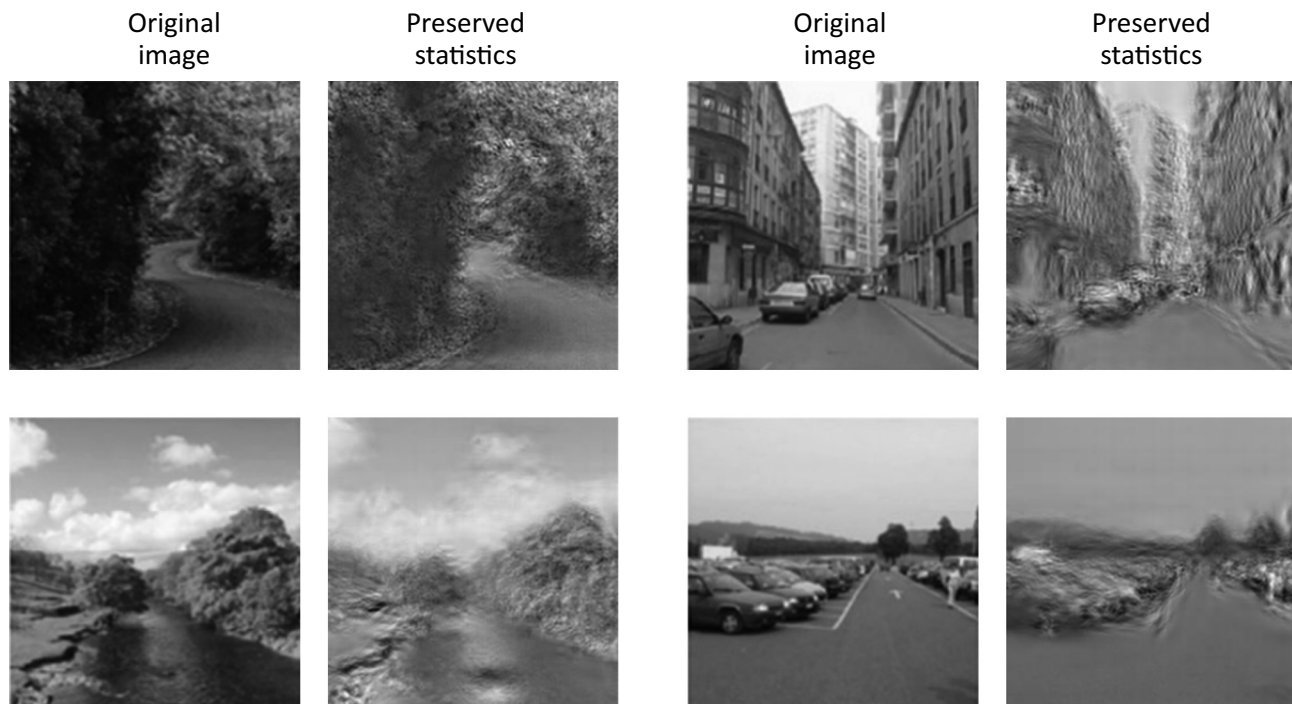 Original
image
Preserved
statistics
Original
image
Preserved
statistics